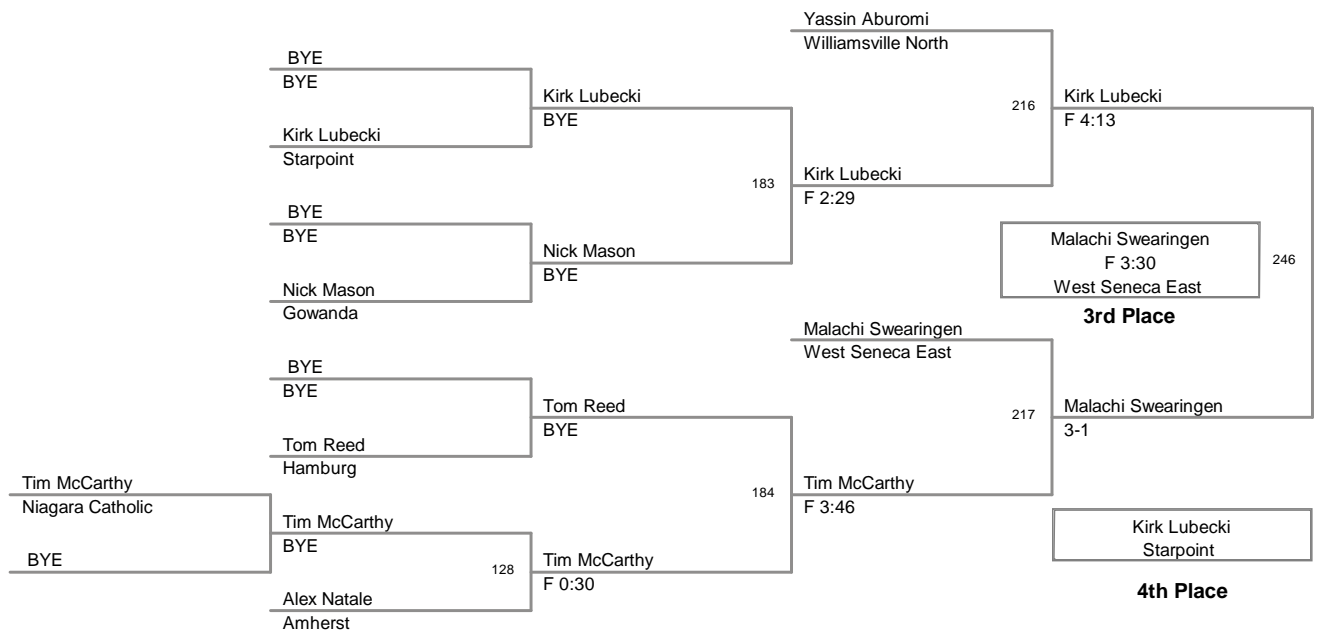 Yassin Aburomi
Williamsville North
BYE
BYE
Kirk Lubecki
BYE
216
Kirk Lubecki
F 4:13
Kirk Lubecki
Starpoint
183
Kirk Lubecki
F 2:29
BYE
BYE
Nick Mason
BYE
Malachi Swearingen
F 3:30
West Seneca East
246
3rd Place
Nick Mason
Gowanda
Malachi Swearingen
West Seneca East
BYE
BYE
Tom Reed
BYE
217
Malachi Swearingen
3-1
Tom Reed
Hamburg
Tim McCarthy
Niagara Catholic
184
Tim McCarthy
F 3:46
Tim McCarthy
BYE
Kirk Lubecki
Starpoint
BYE
128
Tim McCarthy
F 0:30
4th Place
Alex Natale
Amherst